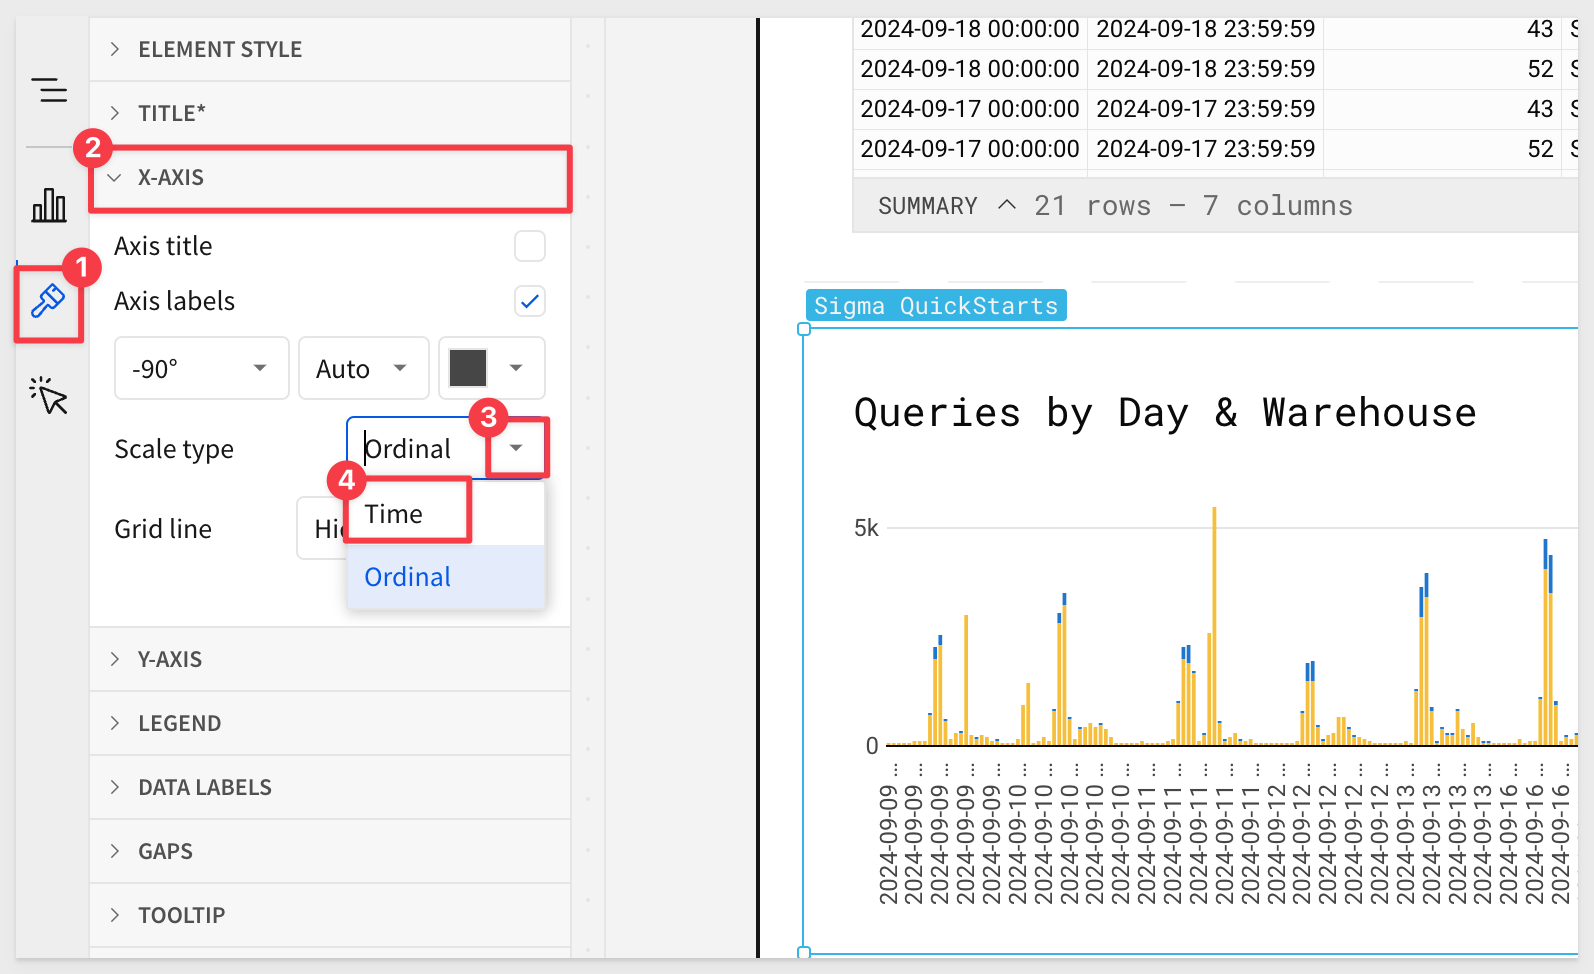 ELEMENT STYLE
TITLE*
2
X-AXIS
1
Axis title
Axis labels
-90°
Auto
3
Scale type
Ordinal
4
Time
Grid line
Ordinal
Y-AXIS
LEGEND
DATA LABELS
GAPS
TOOLTIP
2024-09-18 00:00:00 2024-09-18 23:59:59 43
2024-09-18 00:00:00 2024-09-18 23:59:59 52
2024-09-17 00:00:00 2024-09-17 23:59:59 43
2024-09-17 00:00:00 2024-09-17 23:59:59 52
SUMMARY 21 rows – 7 columns
Sigma QuickStarts
Queries by Day & Warehouse
5k
0
2024-09-09 ...
2024-09-09 ...
2024-09-09 ...
2024-09-09 ...
2024-09-09 ...
2024-09-10 ...
2024-09-10 ...
2024-09-10 ...
2024-09-10 ...
2024-09-10 ...
2024-09-11 ...
2024-09-11 ...
2024-09-11 ...
2024-09-11 ...
2024-09-11 ...
2024-09-12 ...
2024-09-12 ...
2024-09-12 ...
2024-09-12 ...
2024-09-12 ...
2024-09-13 ...
2024-09-13 ...
2024-09-13 ...
2024-09-13 ...
2024-09-16 ...
2024-09-16 ...
2024-09-16 ...